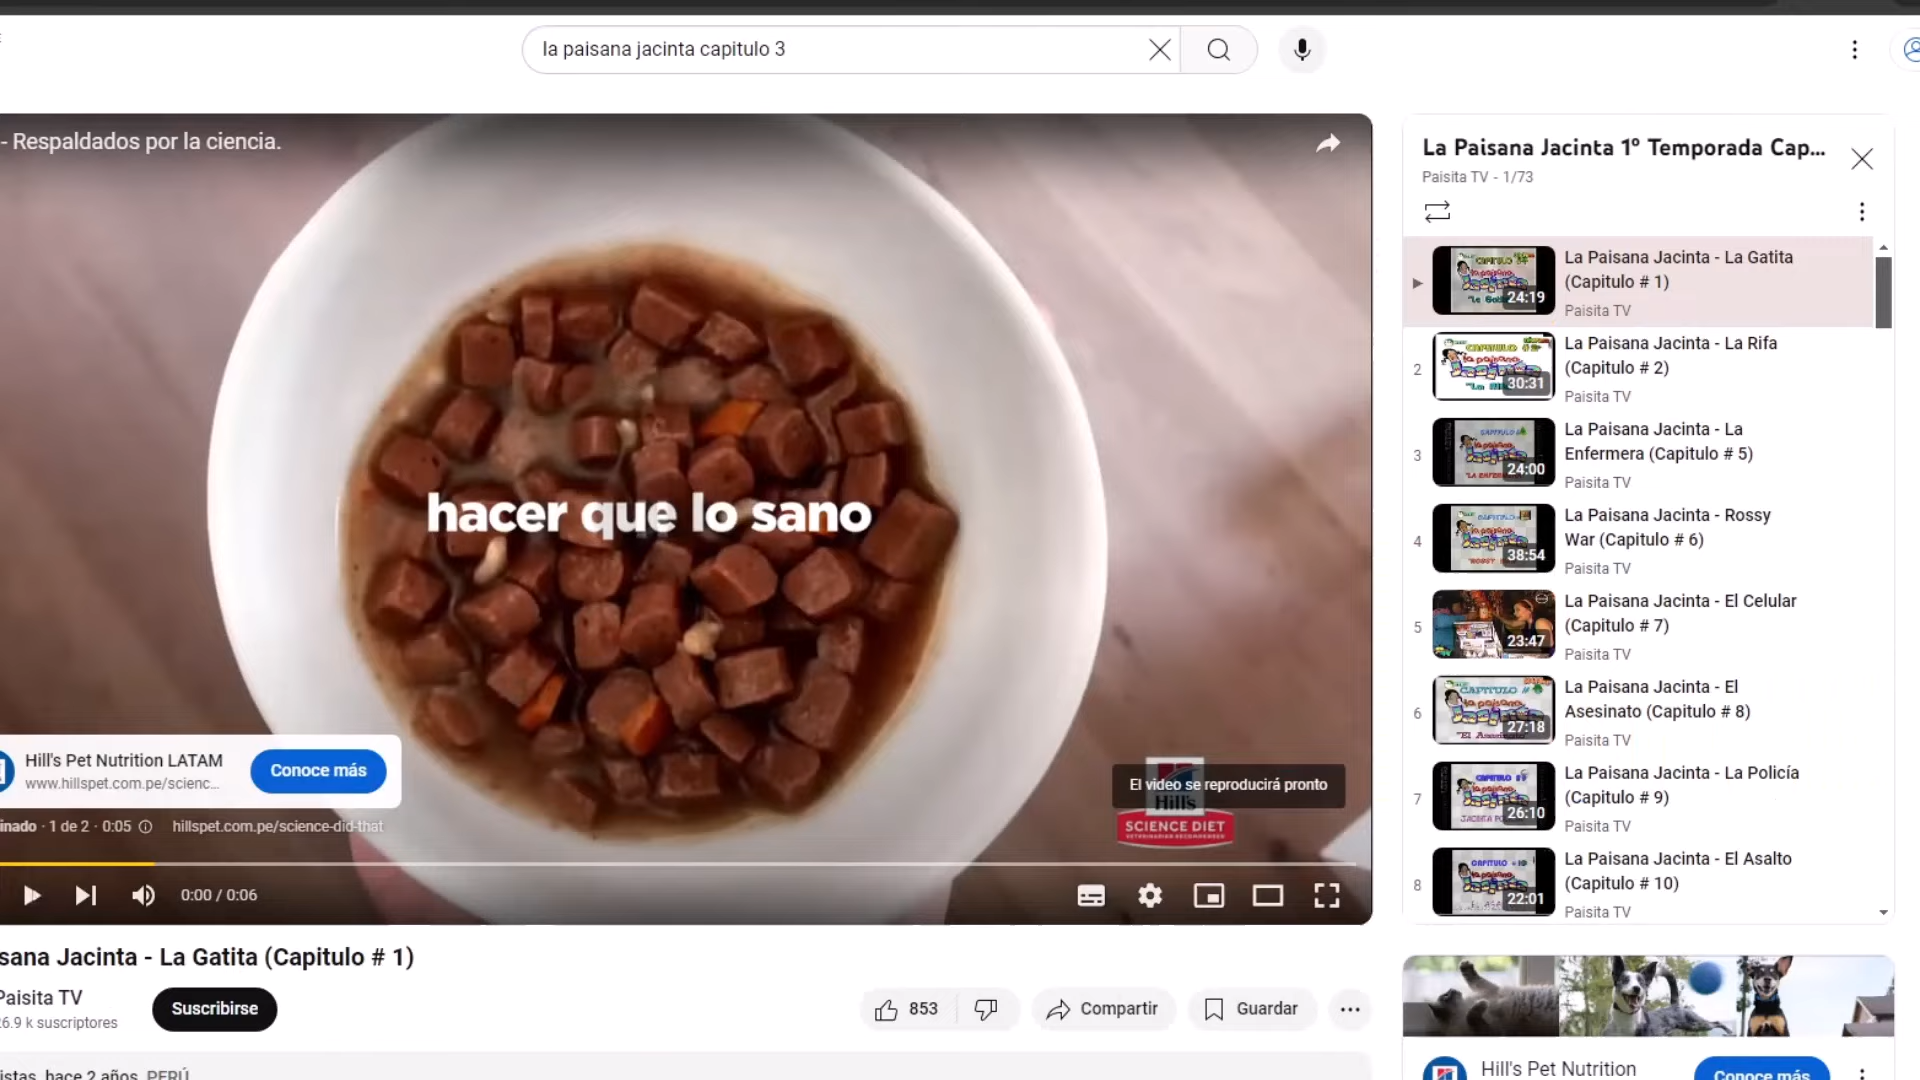 la paisana jacinta capitulo 3
- Respaldados por la ciencia.
hacer que lo sano
Hill's Pet Nutrition LATAM
www.hillspet.com.pe/scienc...
Conoce más
inado · 1 de 2 · 0:05
hillspet.com.pe/science-did-that
El video se reproducirá pronto
Hill's
SCIENCE DIET
VETERINARIAN RECOMMENDED
0:00 / 0:06
sana Jacinta - La Gatita (Capitulo # 1)
Paisita TV
26.9 k suscriptores
Suscribirse
853
Compartir
Guardar
istas hace 2 años PERÚ
La Paisana Jacinta 1° Temporada Cap...
Paisita TV - 1/73
24:19
La Paisana Jacinta - La Gatita
(Capitulo # 1)
Paisita TV
2
30:31
La Paisana Jacinta - La Rifa
(Capitulo # 2)
Paisita TV
3
24:00
La Paisana Jacinta - La
Enfermera (Capitulo # 5)
Paisita TV
4
38:54
La Paisana Jacinta - Rossy
War (Capitulo # 6)
Paisita TV
5
23:47
La Paisana Jacinta - El Celular
(Capitulo # 7)
Paisita TV
6
27:18
La Paisana Jacinta - El
Asesinato (Capitulo # 8)
Paisita TV
7
26:10
La Paisana Jacinta - La Policía
(Capitulo # 9)
Paisita TV
8
22:01
La Paisana Jacinta - El Asalto
(Capitulo # 10)
Paisita TV
Hill's Pet Nutrition
Conoce más